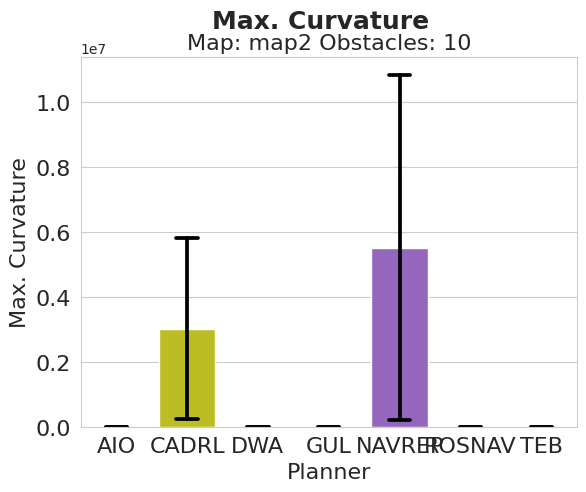 Max. Curvature
Map: map2 Obstacles: 10
1e7
Max. Curvature
1.0
0.8
0.6
0.4
0.2
0.0
AIO CADRL DWA GUL NAVREP ROSNAV TEB
Planner